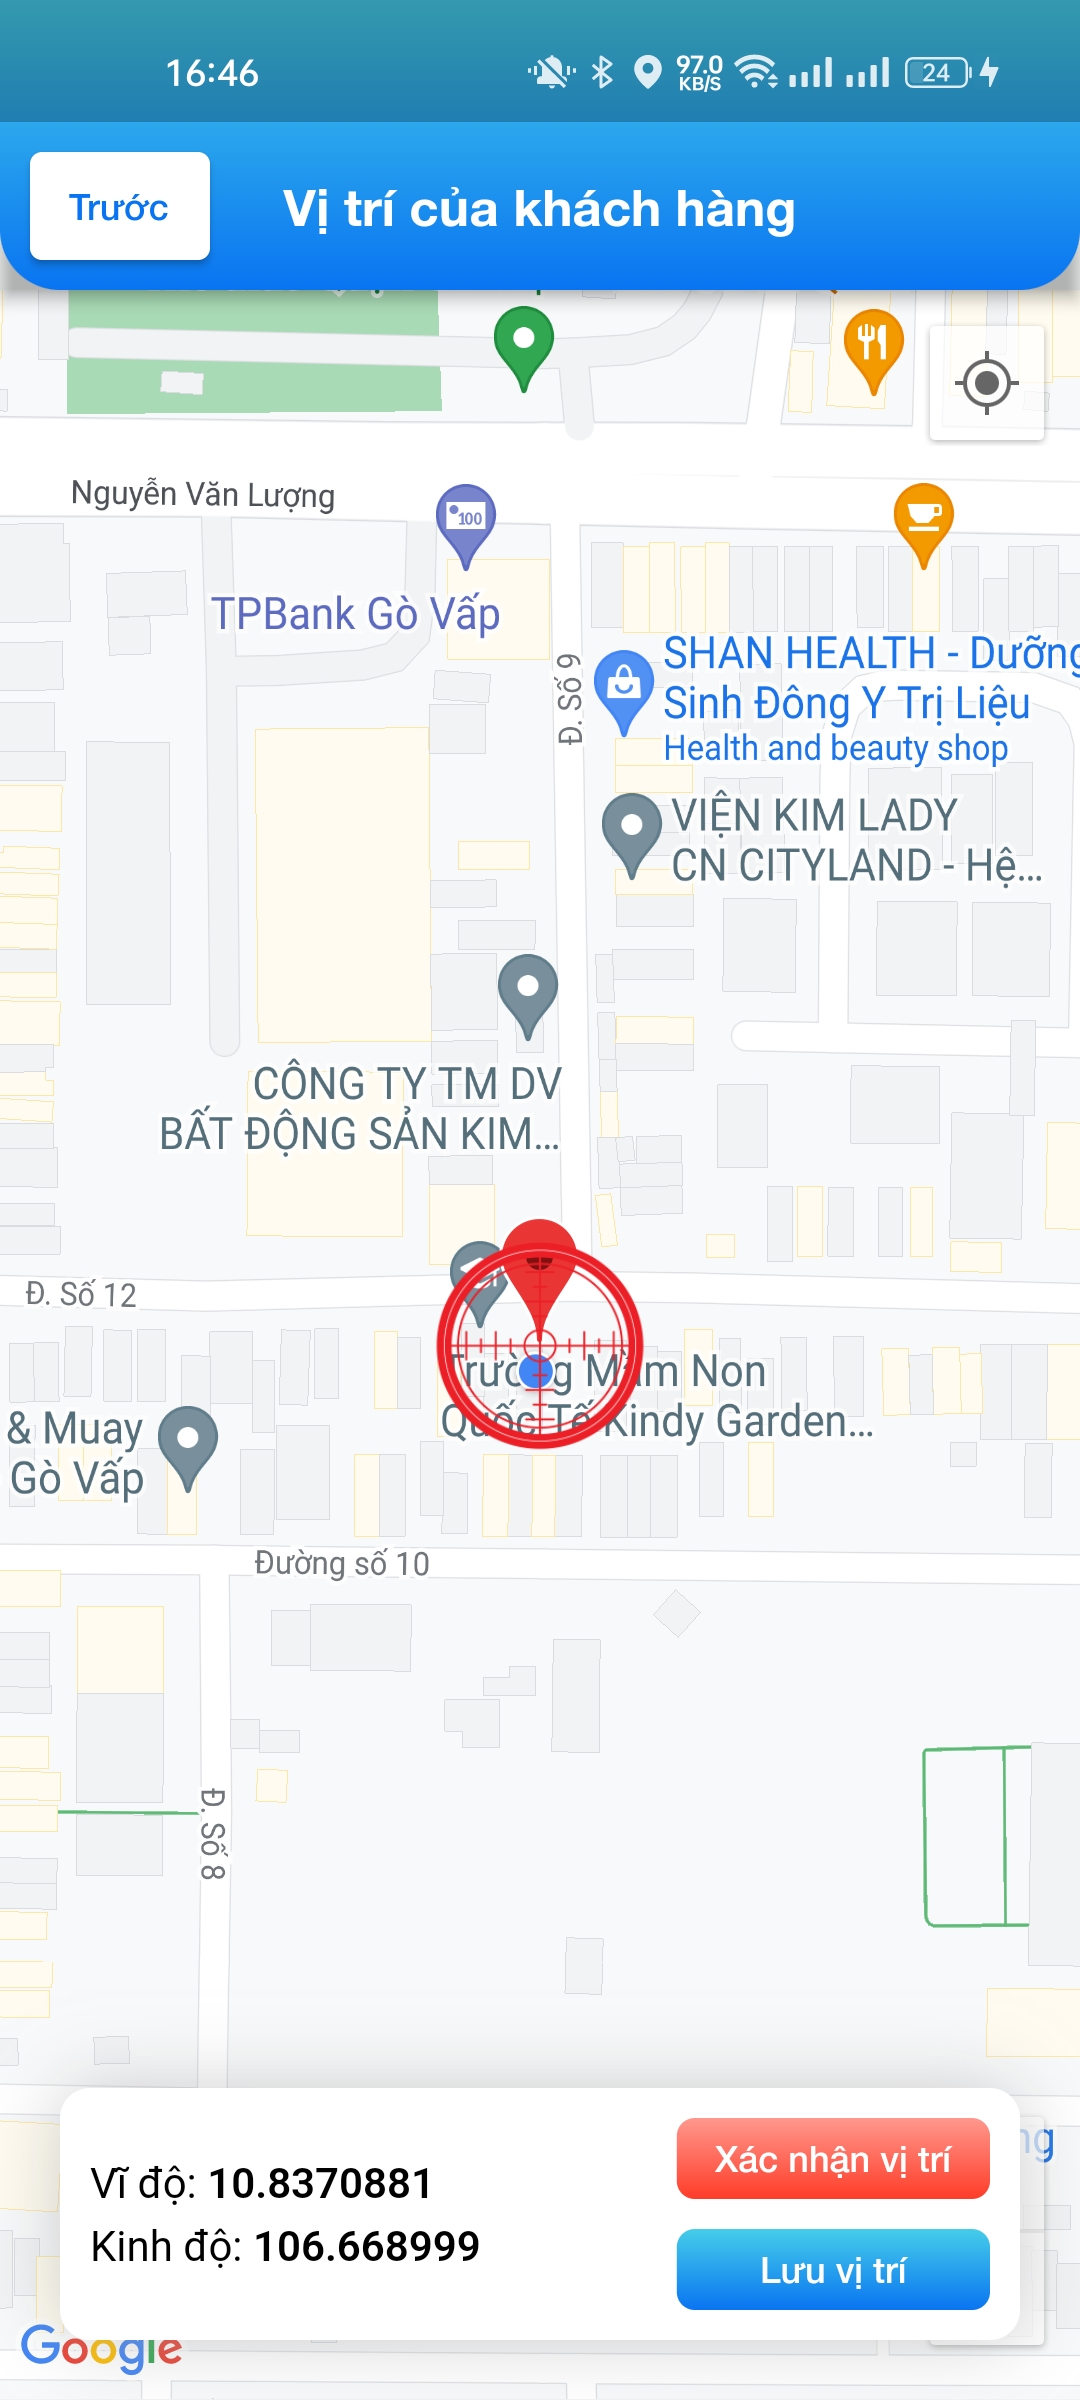 16:46
97.0
KB/S
24
Trước
Vị trí của khách hàng
Nguyễn Văn Lượng
100
TPBank Gò Vấp
Đ. Số 9
SHAN HEALTH - Dưỡng
Sinh Đông Y Trị Liệu
Health and beauty shop
VIỆN KIM LADY
CN CITYLAND - Hệ...
CÔNG TY TM DV
BẤT ĐỘNG SẢN KIM...
Đ. Số 12
Trường Mầm Non
Quốc Tế Kindy Garden...
& Muay
Gò Vấp
Đường số 10
Đ. Số 8
Vĩ độ: 10.8370881
Kinh độ: 106.668999
Xác nhận vị trí
Lưu vị trí
Google